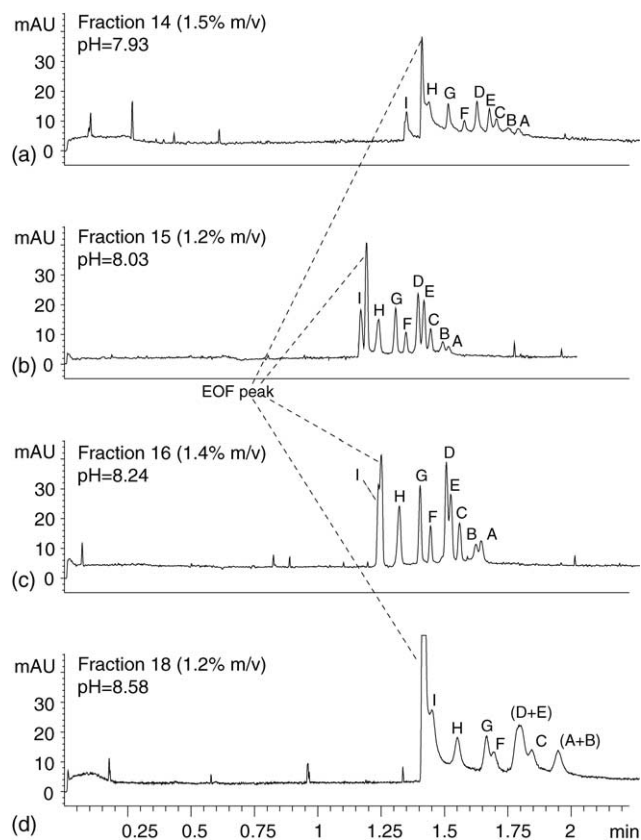 mAU
Fraction 14 (1.5% m/v)
pH=7.93
30
20
10
0
(a)
I
H
G
F
D
E
C
B
A
mAU
Fraction 15 (1.2% m/v)
pH=8.03
30
20
10
0
(b)
I
H
G
F
D
E
C
B
A
EOF peak
mAU
Fraction 16 (1.4% m/v)
pH=8.24
30
20
10
0
(c)
I
H
G
F
D
E
C
B
A
mAU
Fraction 18 (1.2% m/v)
pH=8.58
30
20
10
0
(d)
I
H
G
F
(D+E)
C
(A+B)
0.25 0.5 0.75 1 1.25 1.5 1.75 2 min